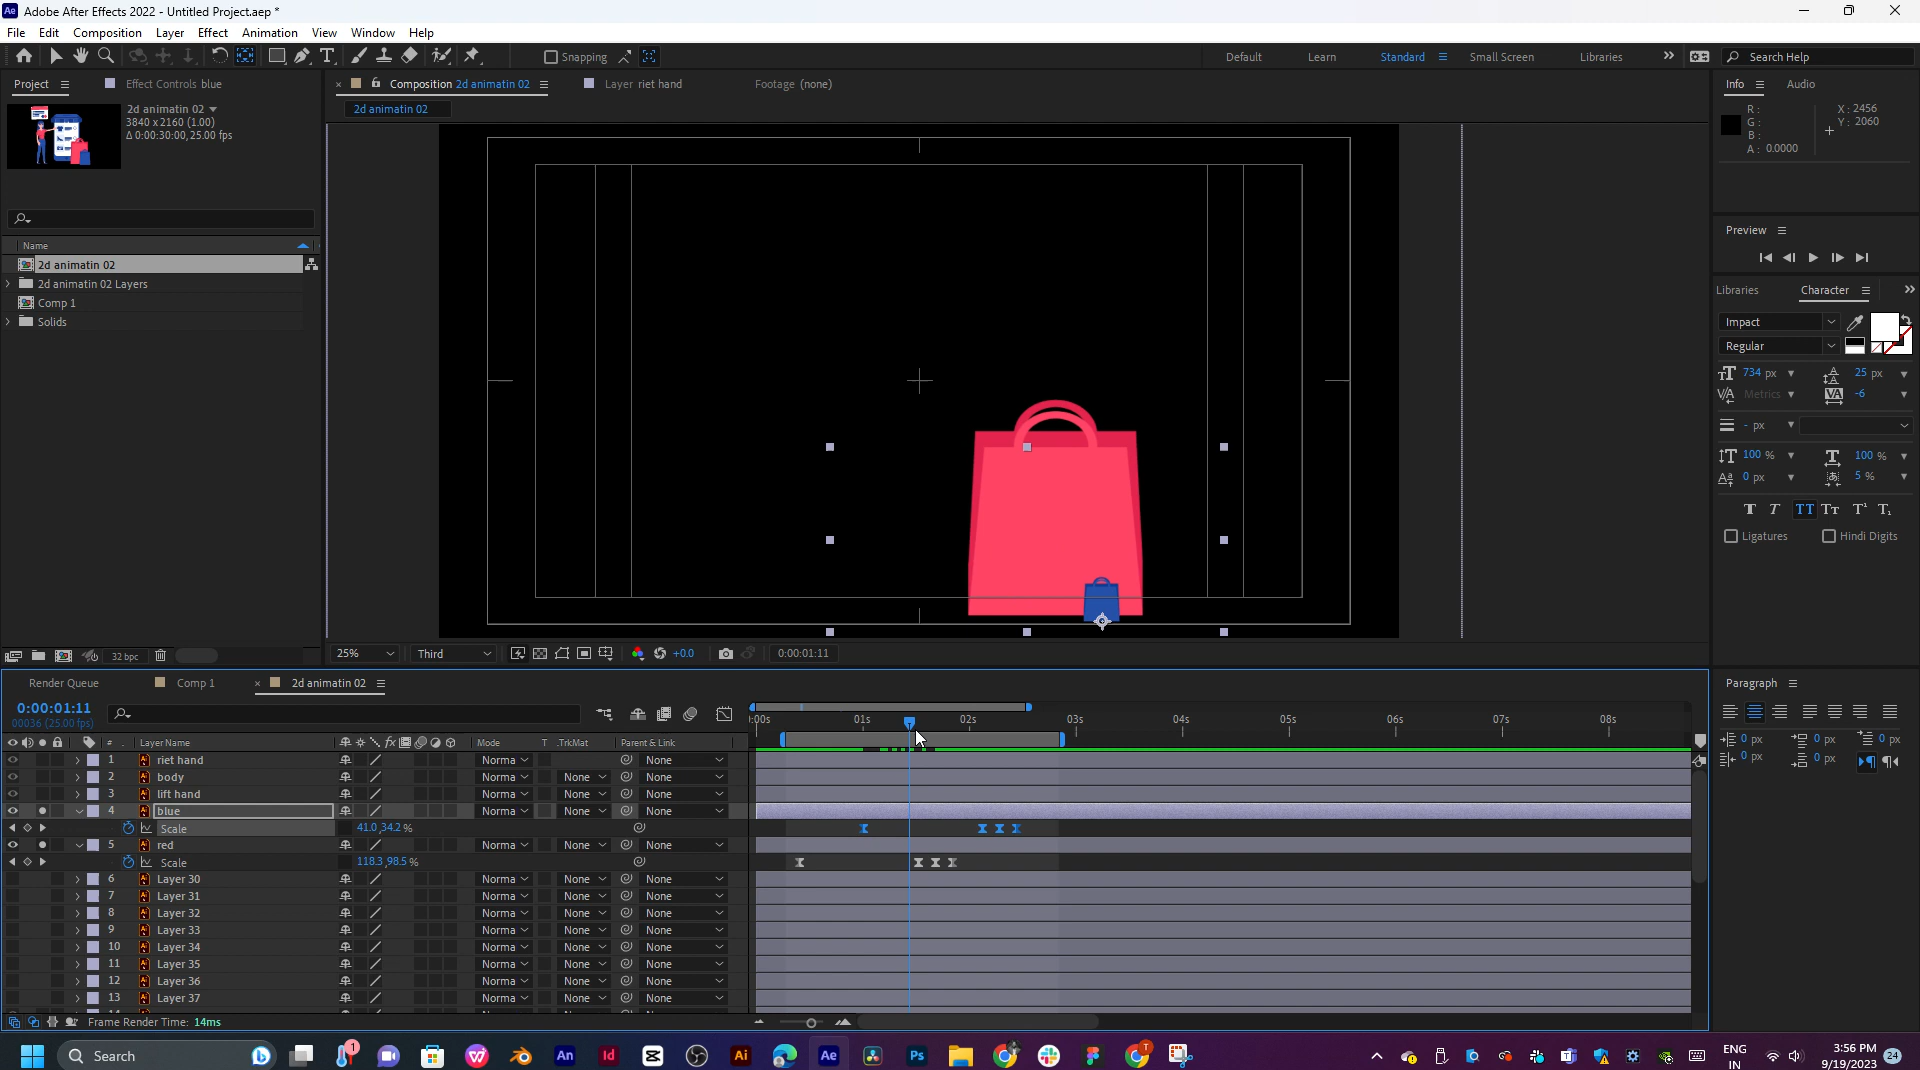 Adobe After Effects 2022 - Untitled Project.aep *
File Edit Composition Layer Effect Animation View Window Help
Snapping
Default Learn Standard Small Screen Libraries Search Help
Project Effect Controls blue
Composition 2d animatin 02 Layer riet hand Footage (none)
Info Audio
2d animatin 02
3840 x 2160 (1.00)
Δ 0:00:30:00, 25.00 fps
2d animatin 02
R:
G:
B:
A: 0.0000
X: 2456
Y: 2060
Name
2d animatin 02
2d animatin 02 Layers
Comp 1
Solids
Preview
Libraries Character
Impact
Regular
734 px 25 px
Metrics -6
- px
100 % 100 %
0 px 5 %
T T TT Tт T¹ T₁
Ligatures Hindi Digits
32 bpc
25% Third +0.0 0:00:01:11
Render Queue Comp 1 2d animatin 02
Paragraph
0:00:01:11
00036 (25.00 fps)
:00s 01s 02s 03s 04s 05s 06s 07s 08s
# Layer Name Mode T .TrkMat Parent & Link
1 riet hand Norma None
2 body Norma None None
3 lift hand Norma None None
4 blue Norma None None
Scale 41.0,34.2 %
5 red Norma None None
Scale 118.3,98.5 %
6 Layer 30 Norma None None
7 Layer 31 Norma None None
8 Layer 32 Norma None None
9 Layer 33 Norma None None
10 Layer 34 Norma None None
11 Layer 35 Norma None None
12 Layer 36 Norma None None
13 Layer 37 Norma None None
0 px 0 px 0 px
0 px 0 px
Frame Render Time: 14ms
Search
1
An
Id
Ai
Ae
Ps
T
ENG
IN
3:56 PM
9/19/2023
24